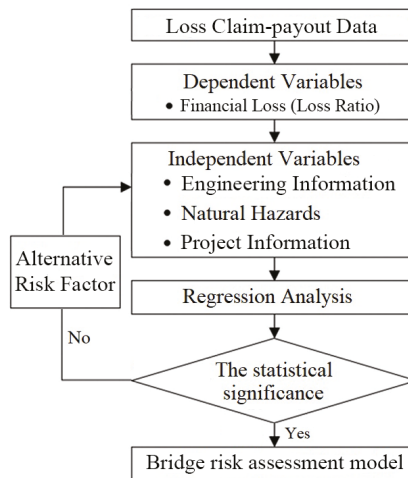 Loss Claim-payout Data
Dependent Variables
• Financial Loss (Loss Ratio)
Independent Variables
• Engineering Information
• Natural Hazards
• Project Information
Alternative
Risk Factor
Regression Analysis
No
The statistical
significance
Yes
Bridge risk assessment model